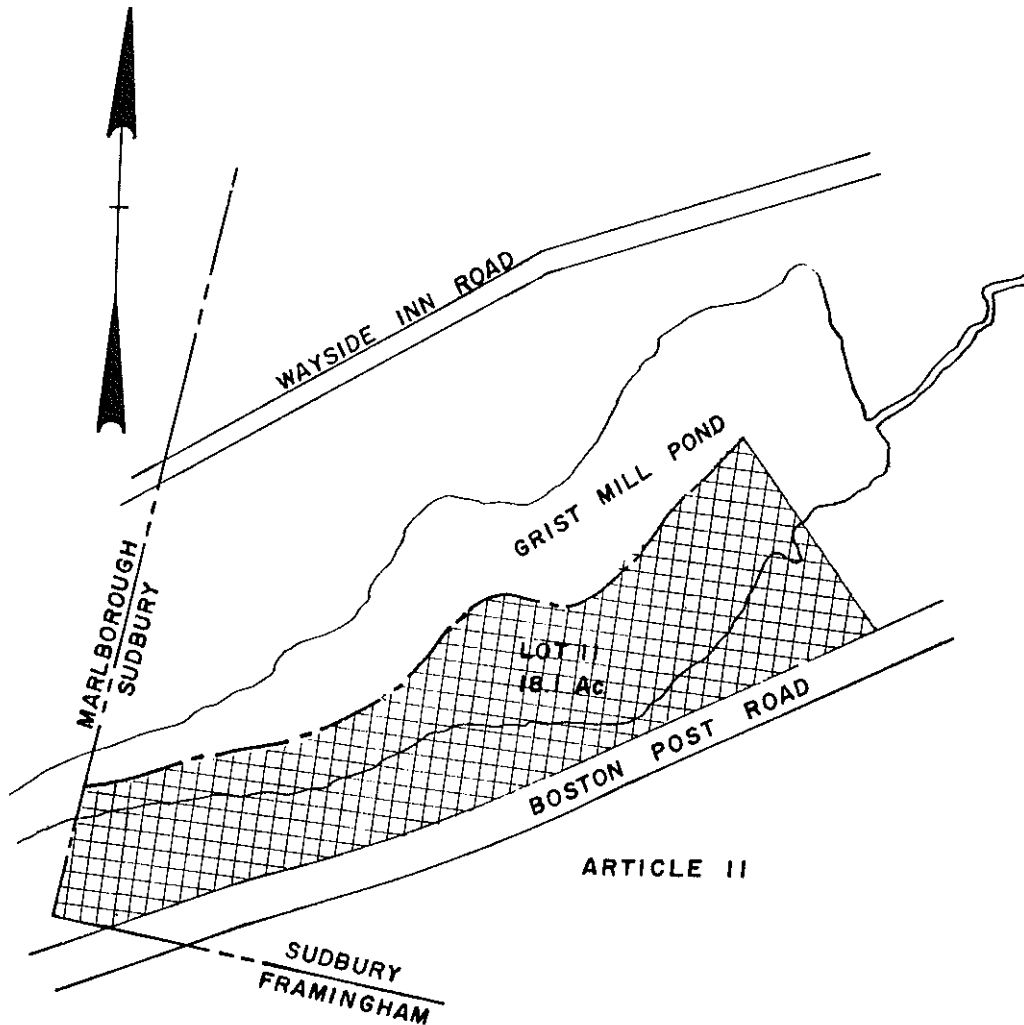 WAYSIDE INN ROAD
GRIST MILL POND
MARLBOROUGH
SUDBURY
LOT 11
18.1 Ac
BOSTON POST ROAD
ARTICLE 11
SUDBURY
FRAMINGHAM